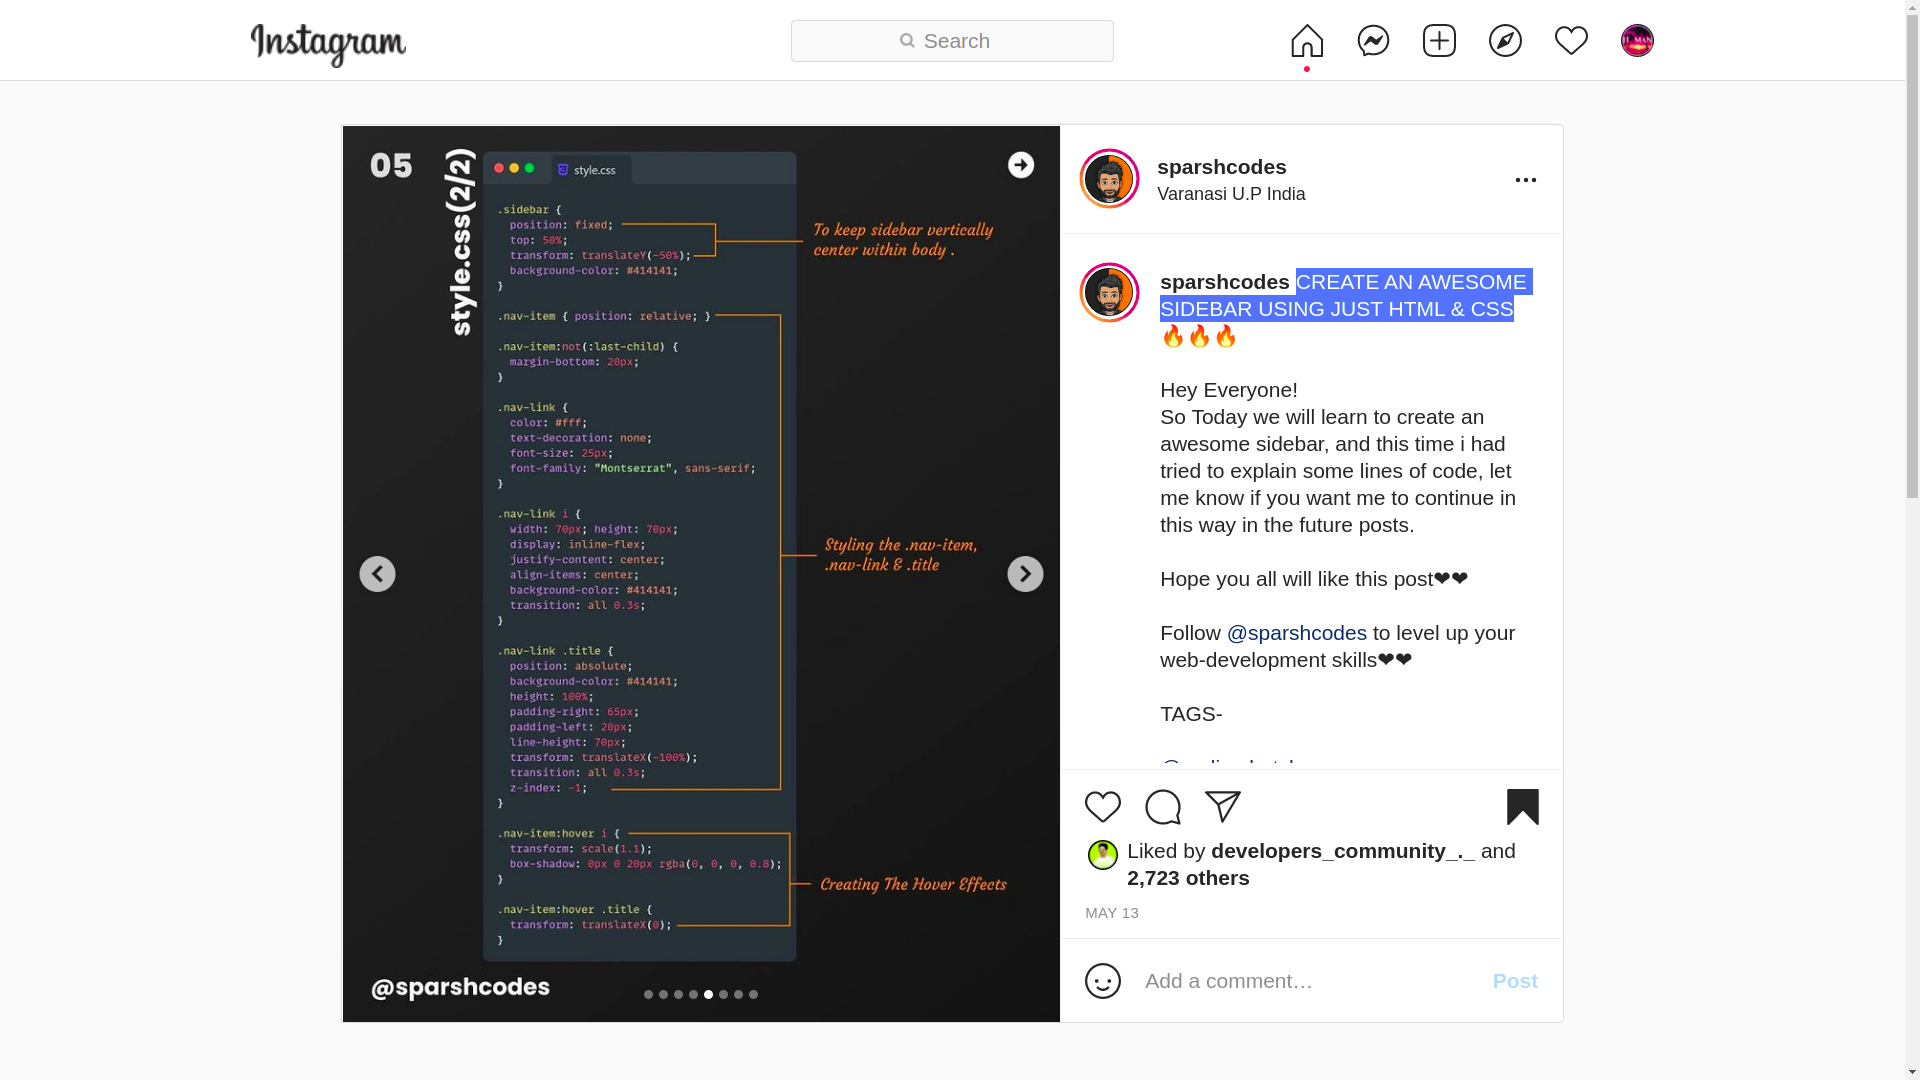 Instagram
Search
05
style.css(2/2)
style.css
.sidebar {
position: fixed;
top: 50%;
transform: translateY(-50%);
background-color: #414141;
}
.nav-item { position: relative; }
.nav-item:not(:last-child) {
margin-bottom: 20px;
}
.nav-link {
color: #fff;
text-decoration: none;
font-size: 25px;
font-family: "Montserrat", sans-serif;
}
.nav-link i {
width: 70px; height: 70px;
display: inline-flex;
justify-content: center;
align-items: center;
background-color: #414141;
transition: all 0.3s;
}
.nav-link .title {
position: absolute;
background-color: #414141;
height: 100%;
padding-right: 65px;
padding-left: 20px;
line-height: 70px;
transform: translateX(-100%);
transition: all 0.3s;
z-index: -1;
}
.nav-item:hover i {
transform: scale(1.1);
box-shadow: 0px 0 20px rgba(0, 0, 0, 0.8);
}
.nav-item:hover .title {
transform: translateX(0);
}
To keep sidebar vertically
center within body .
Styling the .nav-item,
.nav-link & .title
Creating The Hover Effects
@sparshcodes
sparshcodes
Varanasi U.P India
sparshcodes CREATE AN AWESOME
SIDEBAR USING JUST HTML & CSS
🔥🔥🔥
Hey Everyone!
So Today we will learn to create an
awesome sidebar, and this time i had
tried to explain some lines of code, let
me know if you want me to continue in
this way in the future posts.
Hope you all will like this post❤❤
Follow @sparshcodes to level up your
web-development skills❤❤
TAGS-
Liked by developers_community_._ and
2,723 others
MAY 13
Add a comment…
Post